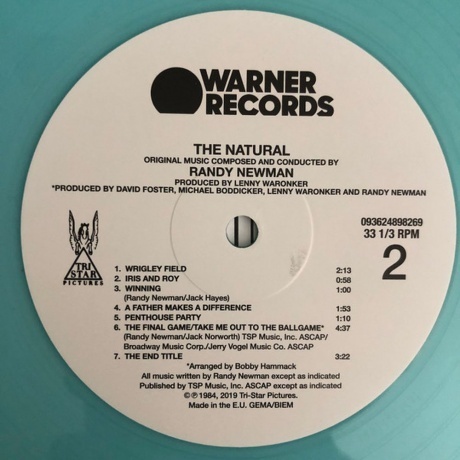 WARNER
RECORDS
THE NATURAL
ORIGINAL MUSIC COMPOSED AND CONDUCTED BY
RANDY NEWMAN
PRODUCED BY LENNY WARONKER
*PRODUCED BY DAVID FOSTER, MICHAEL BODDICKER, LENNY WARONKER AND RANDY NEWMAN
TRI
STAR
PICTURES
093624898269
33 1/3 RPM
2
1. WRIGLEY FIELD 2:13
2. IRIS AND ROY 0:58
3. WINNING 1:00
(Randy Newman/Jack Hayes)
4. A FATHER MAKES A DIFFERENCE 1:53
5. PENTHOUSE PARTY 1:10
6. THE FINAL GAME/TAKE ME OUT TO THE BALLGAME* 4:37
(Randy Newman/Jack Norworth) TSP Music, Inc. ASCAP/
Broadway Music Corp./Jerry Vogel Music Co. ASCAP
7. THE END TITLE 3:22
*Arranged by Bobby Hammack
All music written by Randy Newman except as indicated
Published by TSP Music, Inc. ASCAP except as indicated
©℗ 1984, 2019 Tri-Star Pictures.
Made in the E.U. GEMA/BIEM